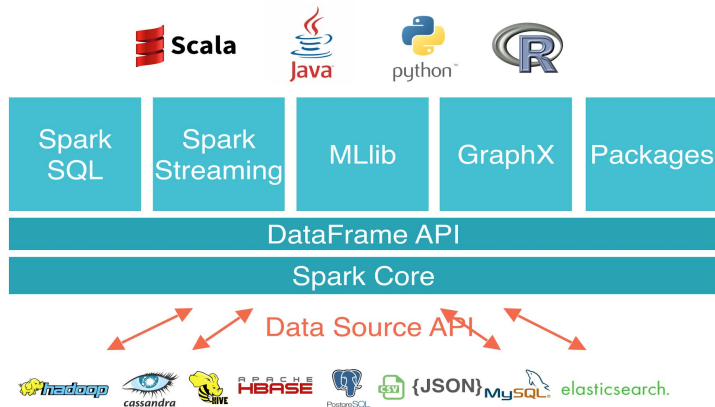 Scala
Java
python
R
Spark
SQL
Spark
Streaming
MLlib
GraphX
Packages
DataFrame API
Spark Core
Data Source API
hadoop
cassandra
HIVE
APACHE
HBASE
PostgreSQL
CSV
{JSON}
MySQL
elasticsearch.